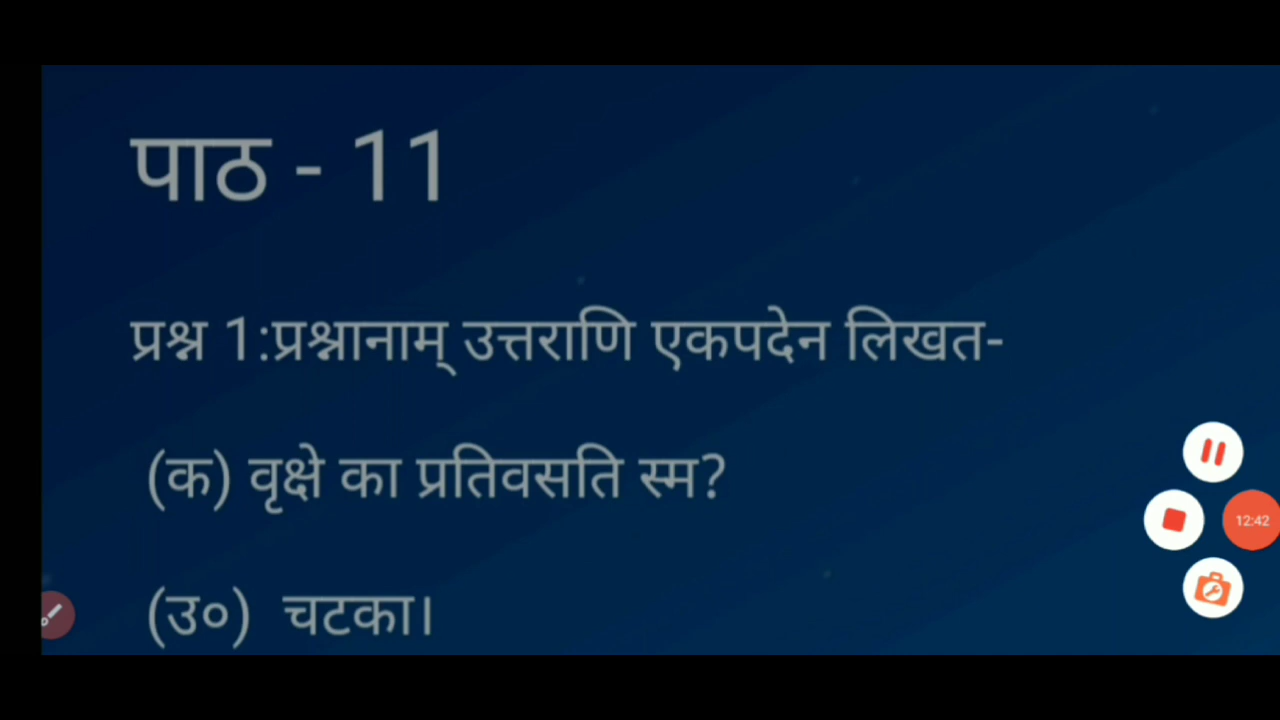 पाठ - 11
प्रश्न 1:प्रश्नानाम् उत्तराणि एकपदेन लिखत-
(क) वृक्षे का प्रतिवसति स्म?
(उ०) चटका।
12:42